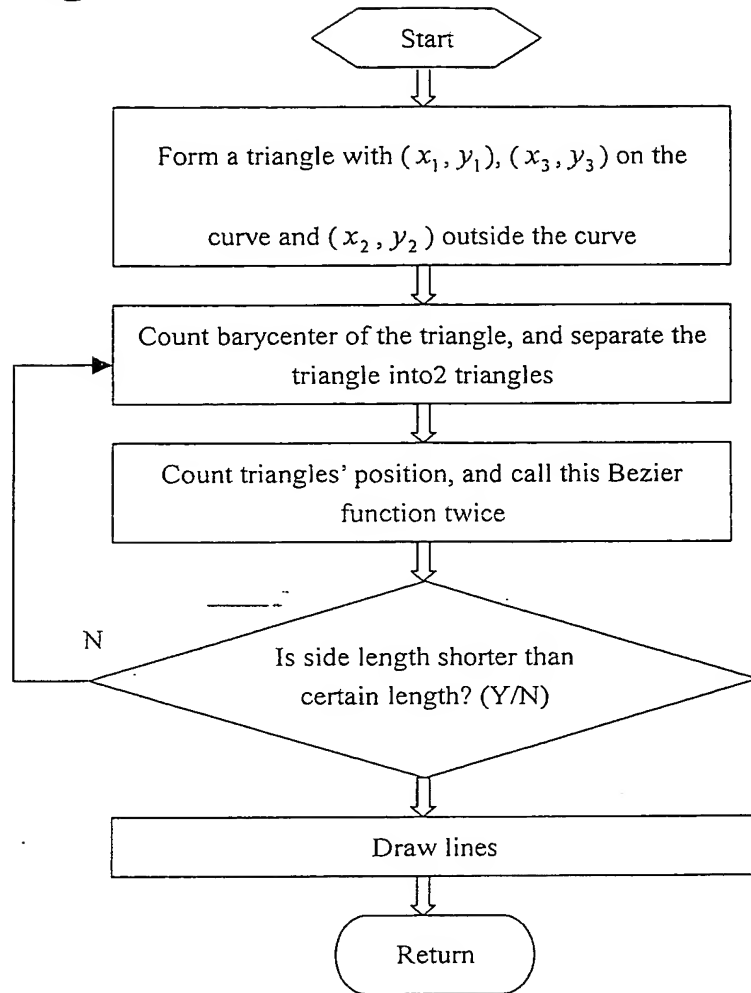 Start
Form a triangle with (x₁, y₁), (x₃, y₃) on the
curve and (x₂, y₂) outside the curve
Count barycenter of the triangle, and separate the
triangle into2 triangles
Count triangles' position, and call this Bezier
function twice
N
Is side length shorter than
certain length? (Y/N)
Draw lines
Return